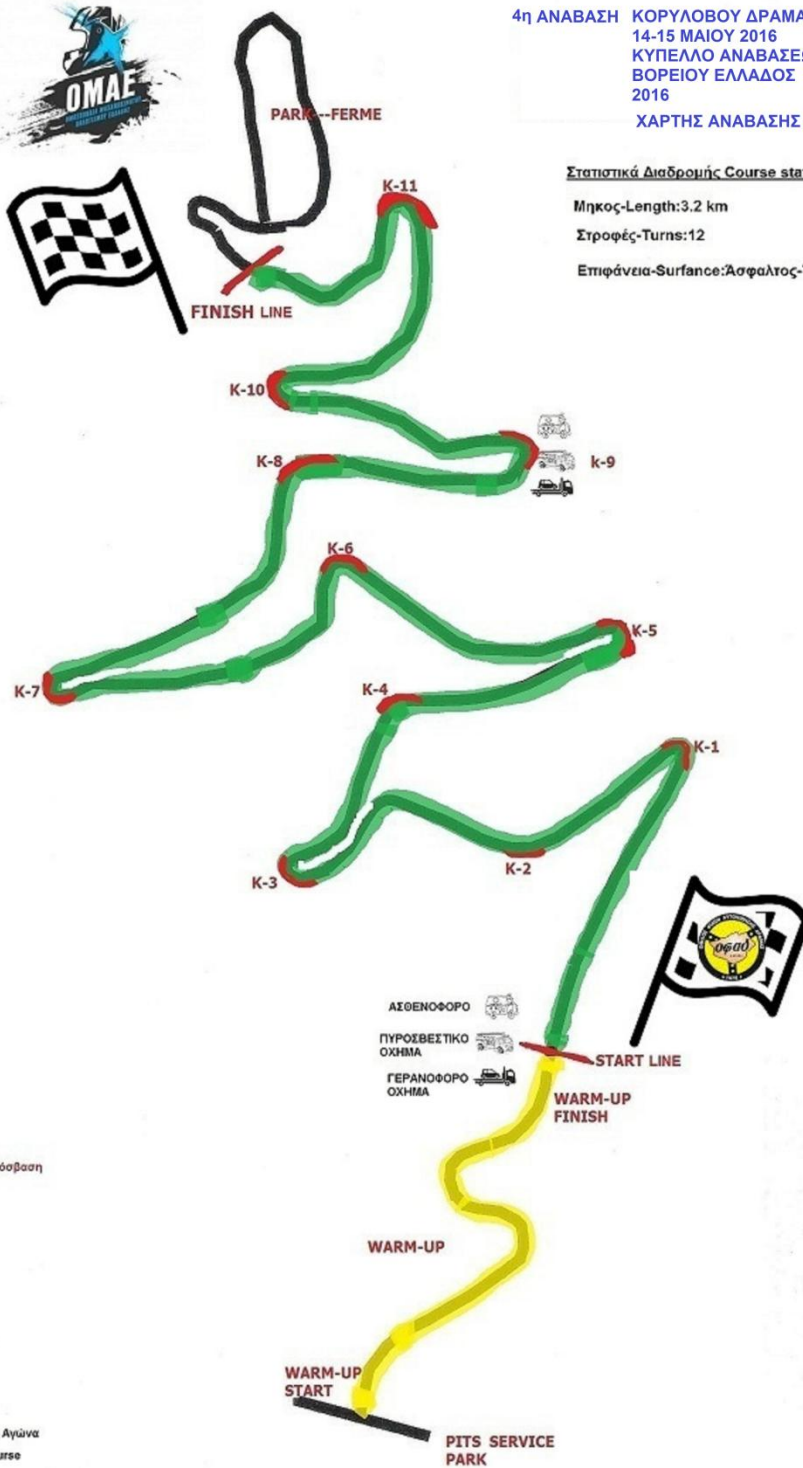 4η ΑΝΑΒΑΣΗ ΚΟΡΥΛΟΒΟΥ ΔΡΑΜΑ
14-15 ΜΑΙΟΥ 2016
ΚΥΠΕΛΛΟ ΑΝΑΒΑΣΕΩ
ΒΟΡΕΙΟΥ ΕΛΛΑΔΟΣ
2016
ΧΑΡΤΗΣ ΑΝΑΒΑΣΗΣ
ΟΜΑΕ
PARK--FERME
Στατιστικά Διαδρομής Course sta
Μηκος-Length:3.2 km
Στροφές-Turns:12
Επιφάνεια-Surfance:Άσφαλτος-
K-11
FINISH LINE
K-10
K-8
k-9
K-6
K-5
K-7
K-4
K-1
K-2
K-3
οφαδ
ΑΣΘΕΝΟΦΟΡΟ
ΠΥΡΟΣΒΕΣΤΙΚΟ
ΟΧΗΜΑ
ΓΕΡΑΝΟΦΟΡΟ
ΟΧΗΜΑ
START LINE
WARM-UP
FINISH
όσβαση
WARM-UP
WARM-UP
START
Αγώνα
urse
PITS SERVICE
PARK